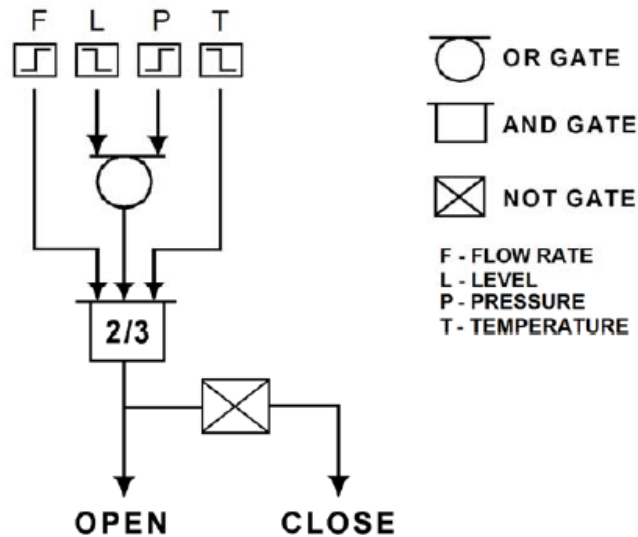 F L P T
OR GATE
AND GATE
NOT GATE
F - FLOW RATE
L - LEVEL
P - PRESSURE
T - TEMPERATURE
2/3
OPEN CLOSE